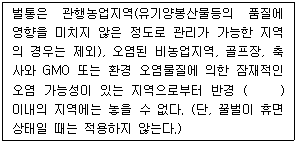 벌통은 관행농업지역(유기양봉산물등의 품질에
영향을 미치지 않은 정도로 관리가 가능한 지역
의 경우는 제외), 오염된 비농업지역, 골프장, 축
사와 GMO 또는 환경 오염물질에 의한 잠재적인
오염 가능성이 있는 지역으로부터 반경 (    )
이내의 지역에는 놓을 수 없다. (단, 꿀벌이 휴면
상태일 때는 적용하지 않는다.)